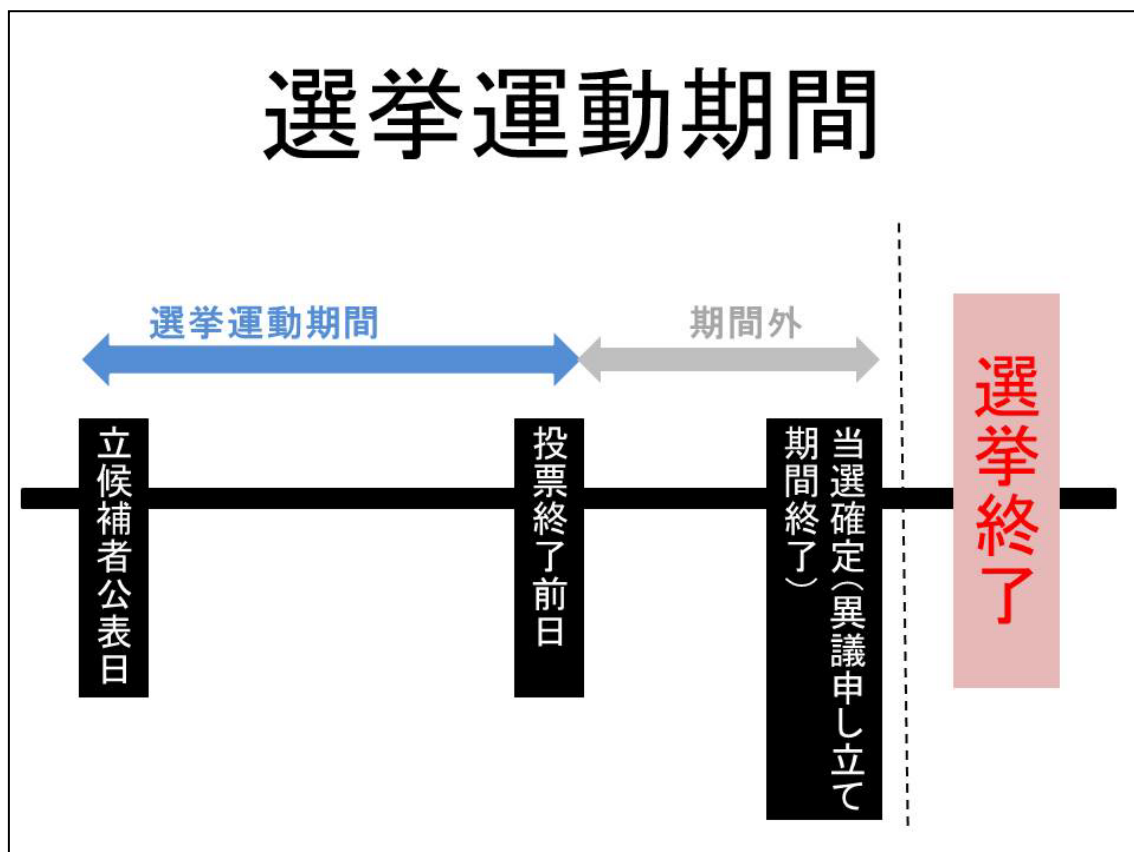 選挙運動期間
選挙運動期間
期間外
立候補者公表日
投票終了前日
当選確定(異議申し立て
期間終了)
選挙終了